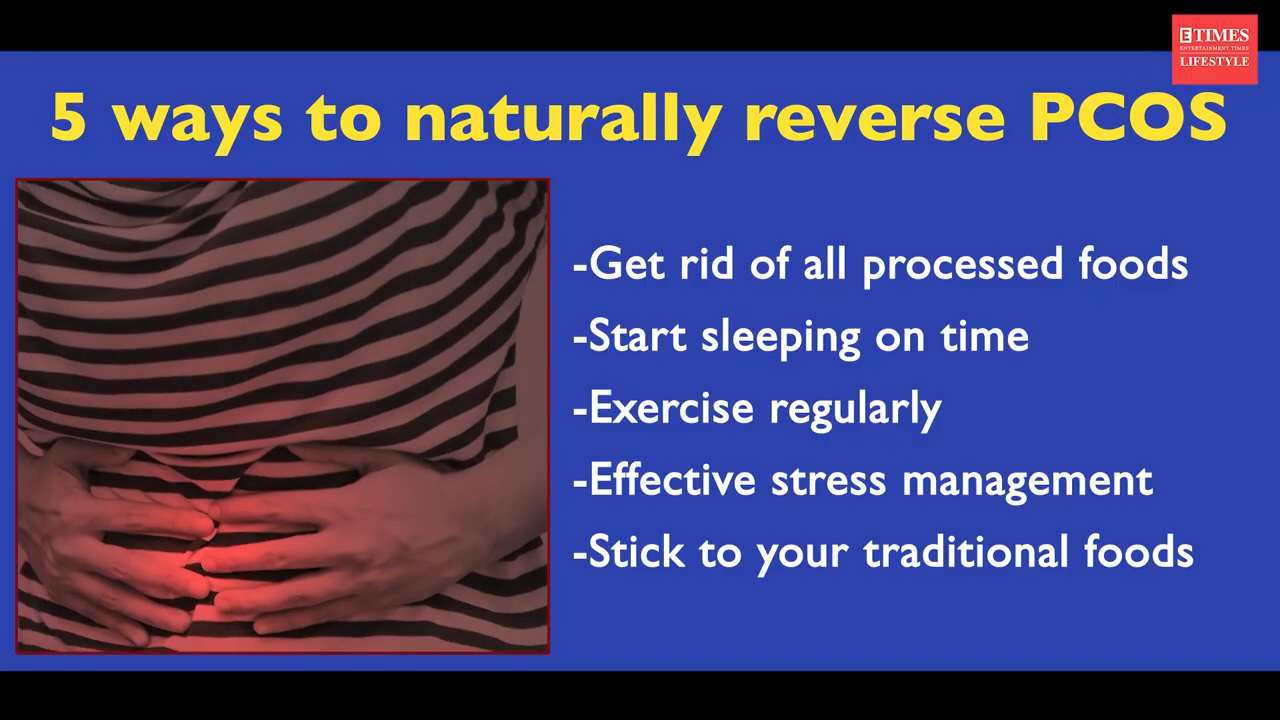 ETIMES
ENTERTAINMENT TIMES
LIFESTYLE
5 ways to naturally reverse PCOS
-Get rid of all processed foods
-Start sleeping on time
-Exercise regularly
-Effective stress management
-Stick to your traditional foods